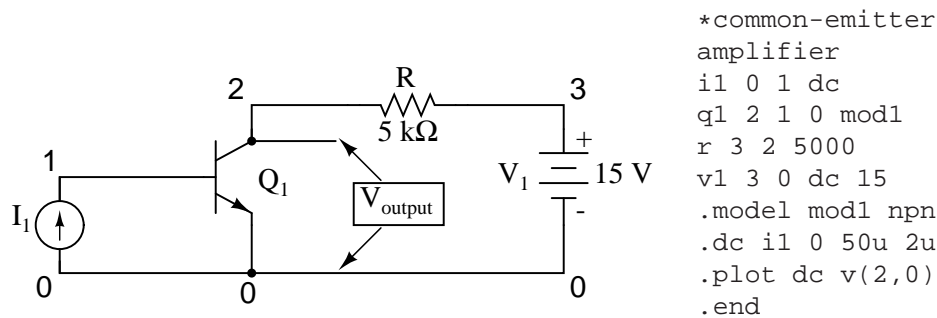 *common-emitter
amplifier
i1 0 1 dc
q1 2 1 0 mod1
r 3 2 5000
v1 3 0 dc 15
.model mod1 npn
.dc i1 0 50u 2u
.plot dc v(2,0)
.end
2
R
3
5 kΩ
+
1
Q1
V1
15 V
Voutput
I1
-
0
0
0